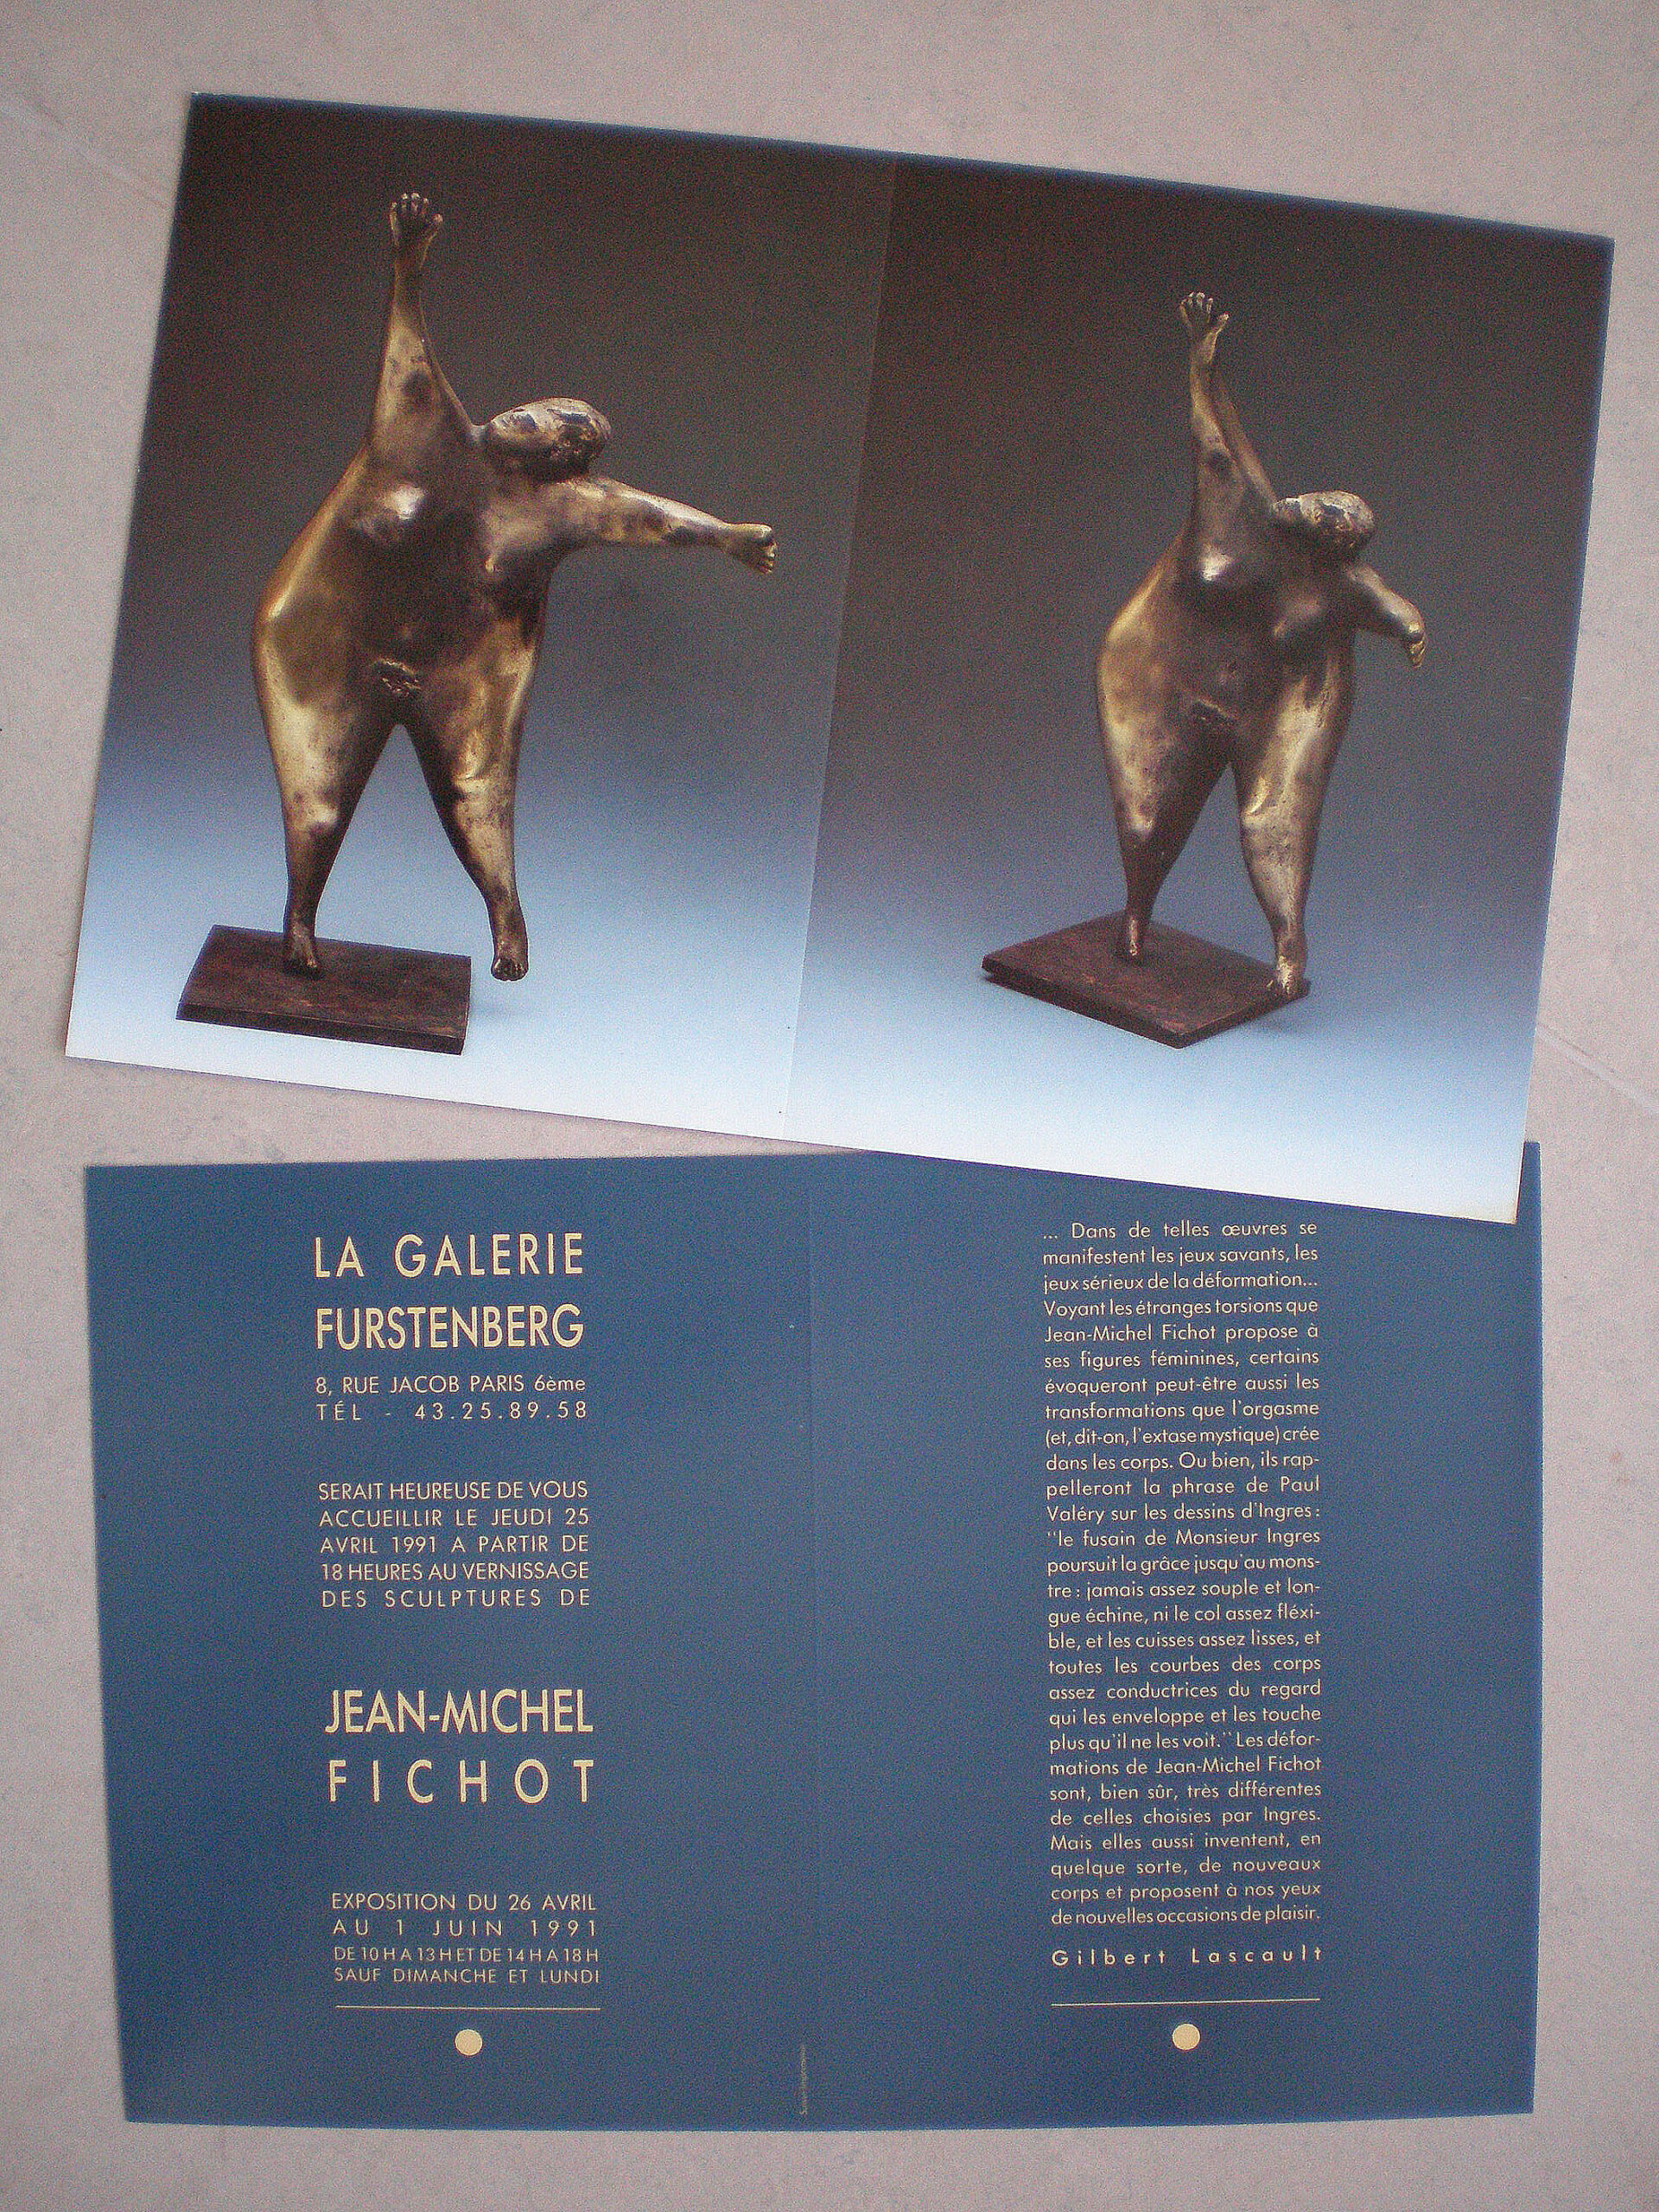 LA GALERIE
FURSTENBERG
8, RUE JACOB PARIS 6ème
TÉL - 43.25.89.58
SERAIT HEUREUSE DE VOUS
ACCUEILLIR LE JEUDI 25
AVRIL 1991 A PARTIR DE
18 HEURES AU VERNISSAGE
DES SCULPTURES DE
JEAN-MICHEL
FICHOT
EXPOSITION DU 26 AVRIL
AU 1 JUIN 1991
DE 10 H A 13 H ET DE 14 H A 18 H
SAUF DIMANCHE ET LUNDI
... Dans de telles œuvres se
manifestent les jeux savants, les
jeux sérieux de la déformation...
Voyant les étranges torsions que
Jean-Michel Fichot propose à
ses figures féminines, certains
évoqueront peut-être aussi les
transformations que l'orgasme
(et, dit-on, l'extase mystique) crée
dans les corps. Ou bien, ils rap-
pelleront la phrase de Paul
Valéry sur les dessins d'Ingres :
"le fusain de Monsieur Ingres
poursuit la grâce jusqu'au mons-
tre : jamais assez souple et lon-
gue échine, ni le col assez fléxi-
ble, et les cuisses assez lisses, et
toutes les courbes des corps
assez conductrices du regard
qui les enveloppe et les touche
plus qu'il ne les voit." Les défor-
mations de Jean-Michel Fichot
sont, bien sûr, très différentes
de celles choisies par Ingres.
Mais elles aussi inventent, en
quelque sorte, de nouveaux
corps et proposent à nos yeux
de nouvelles occasions de plaisir.
Gilbert Lascault